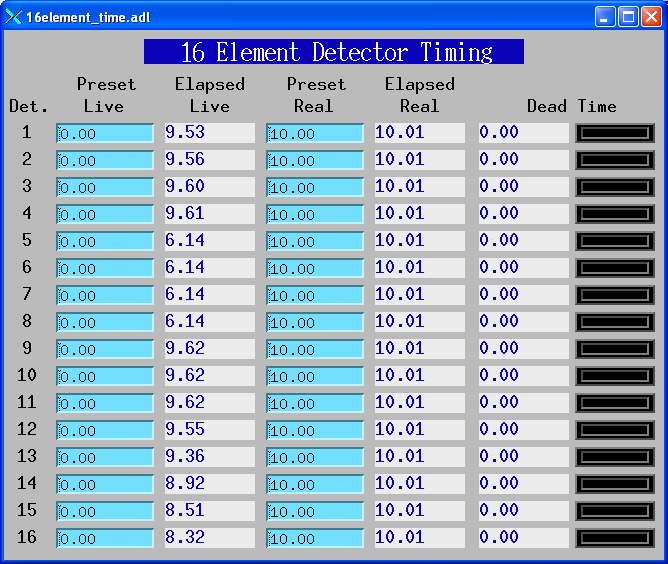 16element_time.adl
16 Element Detector Timing
Preset Elapsed Preset Elapsed
Det. Live Live Real Real Dead Time
1 0.00 9.53 10.00 10.01 0.00
2 0.00 9.56 10.00 10.01 0.00
3 0.00 9.60 10.00 10.01 0.00
4 0.00 9.61 10.00 10.01 0.00
5 0.00 6.14 10.00 10.01 0.00
6 0.00 6.14 10.00 10.01 0.00
7 0.00 6.14 10.00 10.01 0.00
8 0.00 6.14 10.00 10.01 0.00
9 0.00 9.62 10.00 10.01 0.00
10 0.00 9.62 10.00 10.01 0.00
11 0.00 9.62 10.00 10.01 0.00
12 0.00 9.55 10.00 10.01 0.00
13 0.00 9.36 10.00 10.01 0.00
14 0.00 8.92 10.00 10.01 0.00
15 0.00 8.51 10.00 10.01 0.00
16 0.00 8.32 10.00 10.01 0.00